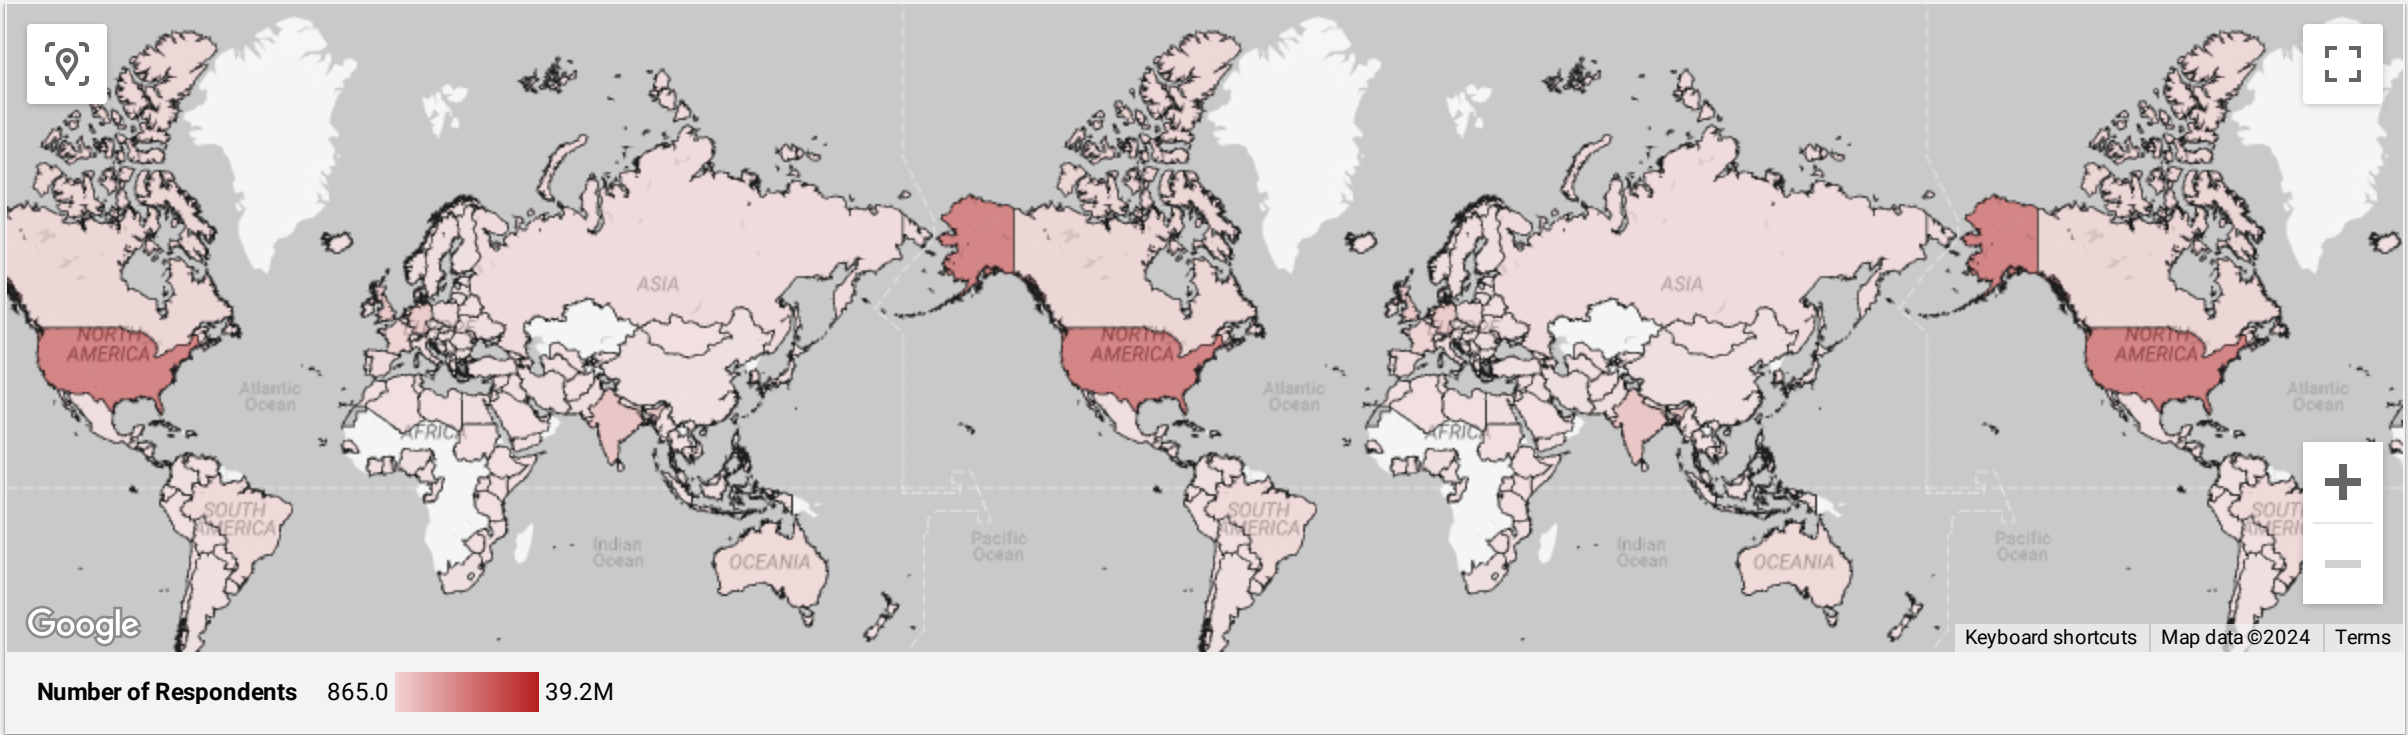 NORTH
AMERICA
Atlantic
Ocean
SOUTH
AMERICA
AFRICA
ASIA
Indian
Ocean
OCEANIA
Pacific
Ocean
NORTH
AMERICA
Atlantic
Ocean
SOUTH
AMERICA
AFRICA
ASIA
Indian
Ocean
OCEANIA
Pacific
Ocean
NORTH
AMERICA
Atlantic
Ocean
Google
Keyboard shortcuts Map data ©2024 Terms
Number of Respondents 865.0 39.2M